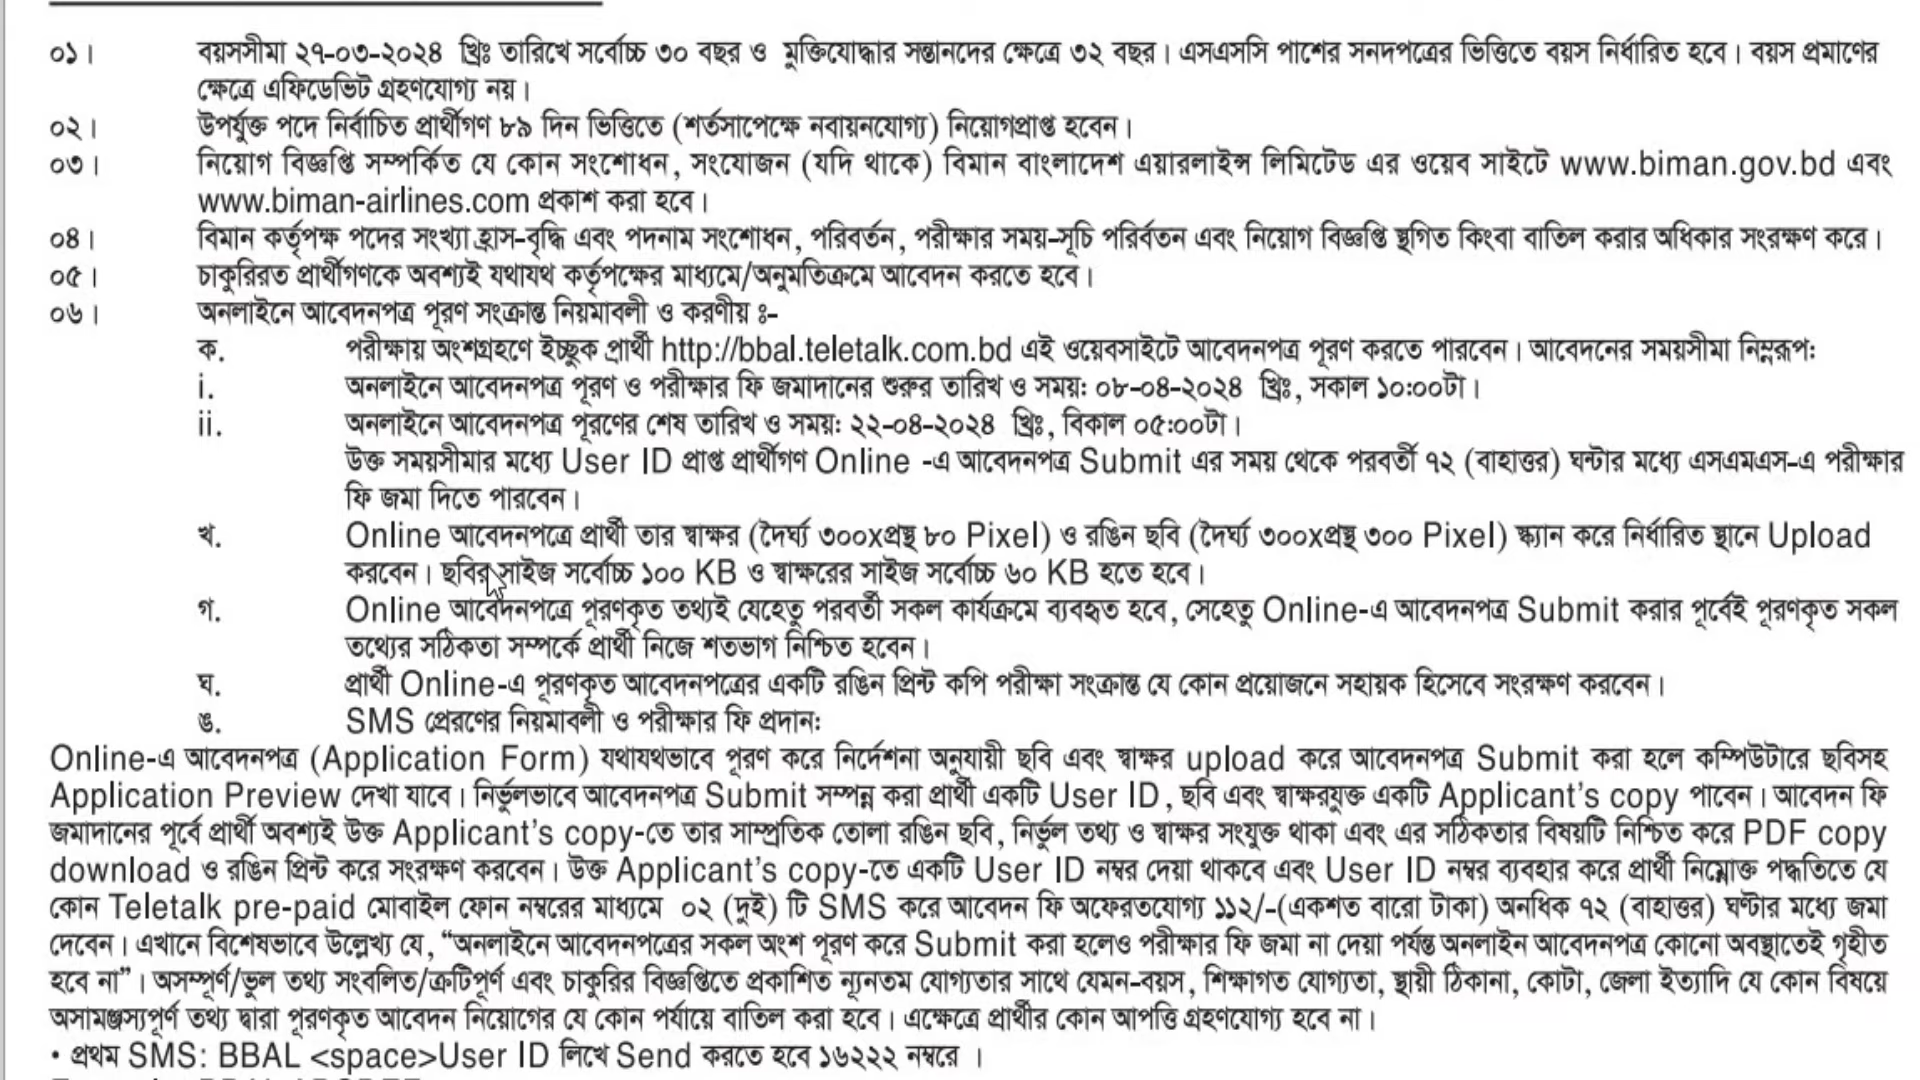 ০১। বয়সসীমা ২৭-০৩-২০২৪ খ্রিঃ তারিখে সর্বোচ্চ ৩০ বছর ও মুক্তিযোদ্ধার সন্তানদের ক্ষেত্রে ৩২ বছর। এসএসসি পাশের সনদপত্রের ভিত্তিতে বয়স নির্ধারিত হবে। বয়স প্রমাণের
ক্ষেত্রে এফিডেভিট গ্রহণযোগ্য নয়।
০২। উপর্যুক্ত পদে নির্বাচিত প্রার্থীগণ ৮৯ দিন ভিত্তিতে (শর্তসাপেক্ষে নবায়নযোগ্য) নিয়োগপ্রাপ্ত হবেন।
০৩। নিয়োগ বিজ্ঞপ্তি সম্পর্কিত যে কোন সংশোধন, সংযোজন (যদি থাকে) বিমান বাংলাদেশ এয়ারলাইন্স লিমিটেড এর ওয়েব সাইটে www.biman.gov.bd এবং
www.biman-airlines.com প্রকাশ করা হবে।
০৪। বিমান কর্তৃপক্ষ পদের সংখ্যা হ্রাস-বৃদ্ধি এবং পদনাম সংশোধন, পরিবর্তন, পরীক্ষার সময়-সূচি পরির্বতন এবং নিয়োগ বিজ্ঞপ্তি স্থগিত কিংবা বাতিল করার অধিকার সংরক্ষণ করে।
০৫। চাকুরিরত প্রার্থীগণকে অবশ্যই যথাযথ কর্তৃপক্ষের মাধ্যমে/অনুমতিক্রমে আবেদন করতে হবে।
০৬। অনলাইনে আবেদনপত্র পূরণ সংক্রান্ত নিয়মাবলী ও করণীয় ঃ-
ক. পরীক্ষায় অংশগ্রহণে ইচ্ছুক প্রার্থী http://bbal.teletalk.com.bd এই ওয়েবসাইটে আবেদনপত্র পূরণ করতে পারবেন। আবেদনের সময়সীমা নিম্নরূপঃ
i. অনলাইনে আবেদনপত্র পূরণ ও পরীক্ষার ফি জমাদানের শুরুর তারিখ ও সময়ঃ ০৮-০৪-২০২৪ খ্রিঃ, সকাল ১০:০০টা।
ii. অনলাইনে আবেদনপত্র পূরণের শেষ তারিখ ও সময়ঃ ২২-০৪-২০২৪ খ্রিঃ, বিকাল ০৫:০০টা।
উক্ত সময়সীমার মধ্যে User ID প্রাপ্ত প্রার্থীগণ Online -এ আবেদনপত্র Submit এর সময় থেকে পরবর্তী ৭২ (বাহাত্তর) ঘন্টার মধ্যে এসএমএস-এ পরীক্ষার
ফি জমা দিতে পারবেন।
খ. Online আবেদনপত্রে প্রার্থী তার স্বাক্ষর (দৈর্ঘ্য ৩০০xপ্রস্থ ৮০ Pixel) ও রঙিন ছবি (দৈর্ঘ্য ৩০০xপ্রস্থ ৩০০ Pixel) স্ক্যান করে নির্ধারিত স্থানে Upload
করবেন। ছবির সাইজ সর্বোচ্চ ১০০ KB ও স্বাক্ষরের সাইজ সর্বোচ্চ ৬০ KB হতে হবে।
গ. Online আবেদনপত্রে পূরণকৃত তথ্যই যেহেতু পরবর্তী সকল কার্যক্রমে ব্যবহৃত হবে, সেহেতু Online-এ আবেদনপত্র Submit করার পূর্বেই পূরণকৃত সকল
তথ্যের সঠিকতা সম্পর্কে প্রার্থী নিজে শতভাগ নিশ্চিত হবেন।
ঘ. প্রার্থী Online-এ পূরণকৃত আবেদনপত্রের একটি রঙিন প্রিন্ট কপি পরীক্ষা সংক্রান্ত যে কোন প্রয়োজনে সহায়ক হিসেবে সংরক্ষণ করবেন।
ঙ. SMS প্রেরণের নিয়মাবলী ও পরীক্ষার ফি প্রদানঃ
Online-এ আবেদনপত্র (Application Form) যথাযথভাবে পূরণ করে নির্দেশনা অনুযায়ী ছবি এবং স্বাক্ষর upload করে আবেদনপত্র Submit করা হলে কম্পিউটারে ছবিসহ
Application Preview দেখা যাবে। নির্ভুলভাবে আবেদনপত্র Submit সম্পন্ন করা প্রার্থী একটি User ID, ছবি এবং স্বাক্ষরযুক্ত একটি Applicant's copy পাবেন। আবেদন ফি
জমাদানের পূর্বে প্রার্থী অবশ্যই উক্ত Applicant's copy-তে তার সাম্প্রতিক তোলা রঙিন ছবি, নির্ভুল তথ্য ও স্বাক্ষর সংযুক্ত থাকা এবং এর সঠিকতার বিষয়টি নিশ্চিত করে PDF copy
download ও রঙিন প্রিন্ট করে সংরক্ষণ করবেন। উক্ত Applicant's copy-তে একটি User ID নম্বর দেয়া থাকবে এবং User ID নম্বর ব্যবহার করে প্রার্থী নিম্নোক্ত পদ্ধতিতে যে
কোন Teletalk pre-paid মোবাইল ফোন নম্বরের মাধ্যমে ০২ (দুই) টি SMS করে আবেদন ফি অফেরতযোগ্য ১১২/-(একশত বারো টাকা) অনধিক ৭২ (বাহাত্তর) ঘণ্টার মধ্যে জমা
দেবেন। এখানে বিশেষভাবে উল্লেখ্য যে, “অনলাইনে আবেদনপত্রের সকল অংশ পূরণ করে Submit করা হলেও পরীক্ষার ফি জমা না দেয়া পর্যন্ত অনলাইন আবেদনপত্র কোনো অবস্থাতেই গৃহীত
হবে না”। অসম্পূর্ণ/ভুল তথ্য সংবলিত/ত্রুটিপূর্ণ এবং চাকুরির বিজ্ঞপ্তিতে প্রকাশিত ন্যূনতম যোগ্যতার সাথে যেমন-বয়স, শিক্ষাগত যোগ্যতা, স্থায়ী ঠিকানা, কোটা, জেলা ইত্যাদি যে কোন বিষয়ে
অসামঞ্জস্যপূর্ণ তথ্য দ্বারা পূরণকৃত আবেদন নিয়োগের যে কোন পর্যায়ে বাতিল করা হবে। এক্ষেত্রে প্রার্থীর কোন আপত্তি গ্রহণযোগ্য হবে না।
• প্রথম SMS: BBAL <space>User ID লিখে Send করতে হবে ১৬২২২ নম্বরে ।